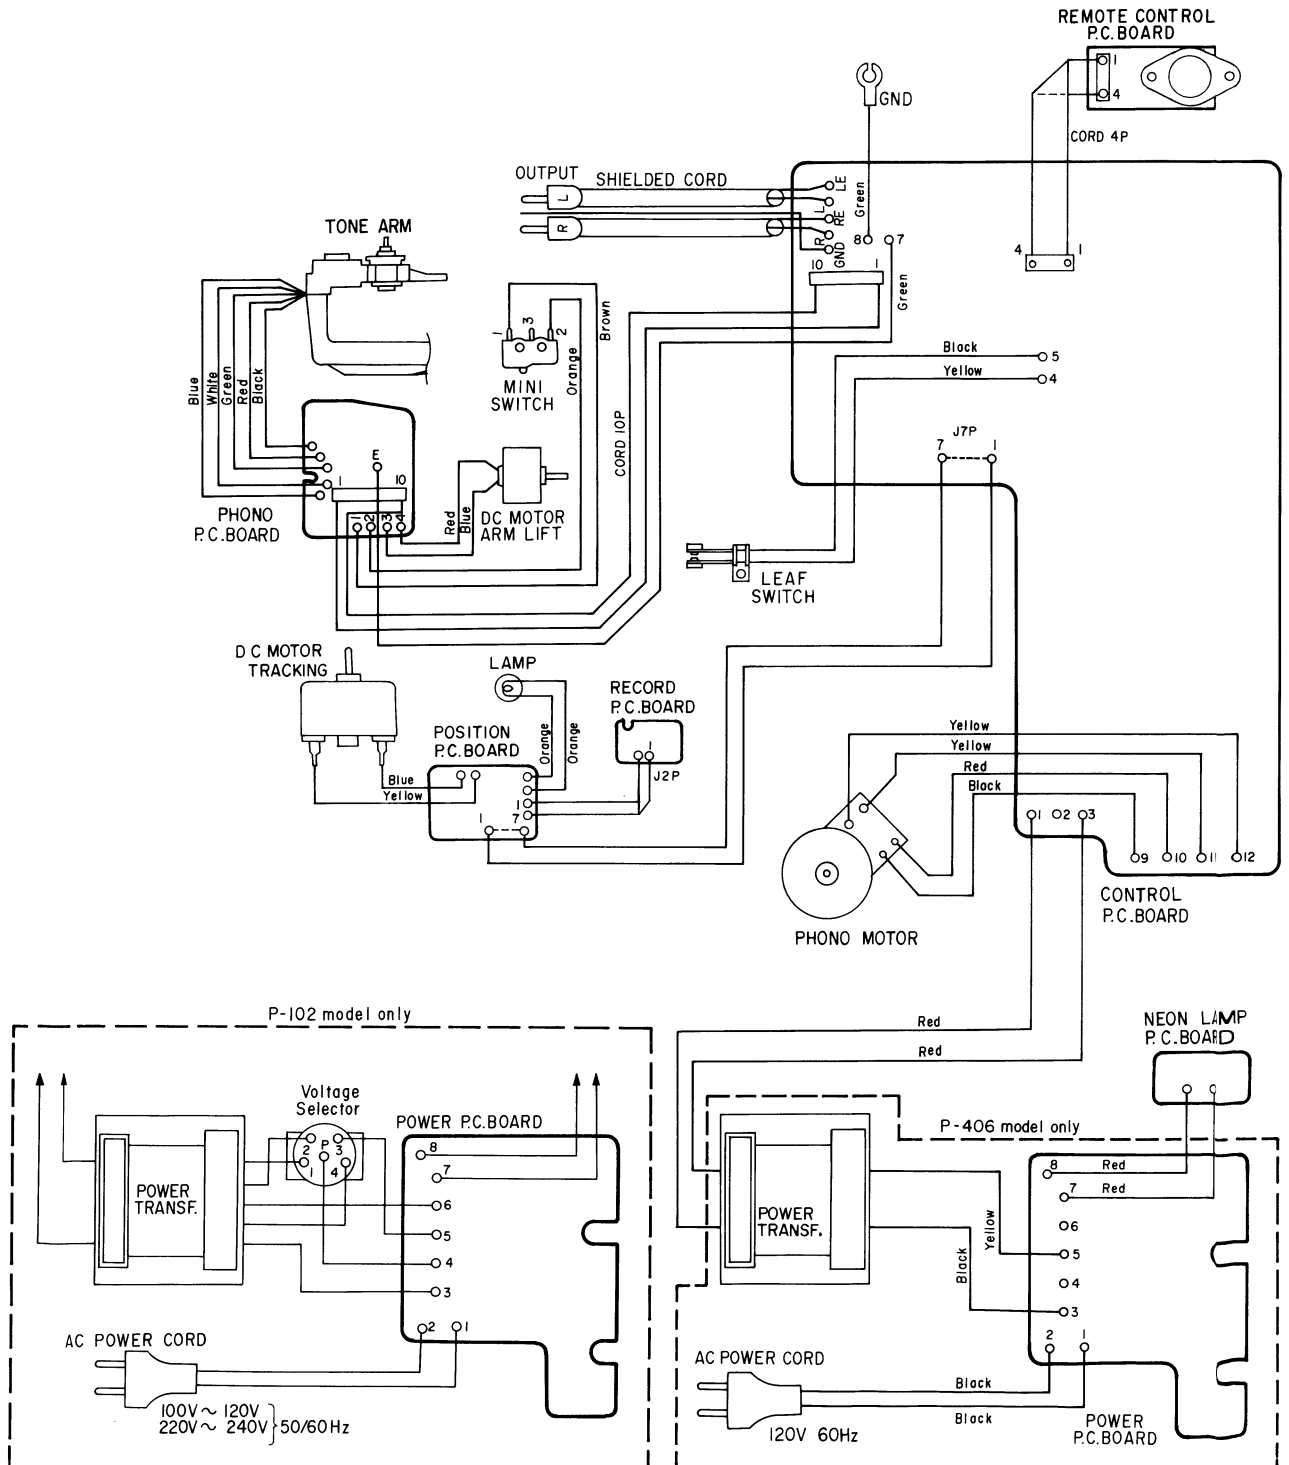 REMOTE CONTROL
P.C.BOARD
1
4
CORD 4P
4
1
GND
Green
OUTPUT
SHIELDED CORD
L
R
LE
L
RE
R
GND
8
7
10
1
Green
TONE ARM
Blue
White
Green
Red
Black
1
3
2
MINI
SWITCH
Brown
Orange
CORD 10P
Black
5
Yellow
4
J7P
7
1
E
1
10
1
2
3
4
PHONO
P.C.BOARD
Red
Blue
DC MOTOR
ARM LIFT
LEAF
SWITCH
DC MOTOR
TRACKING
LAMP
Orange
Orange
RECORD
P.C.BOARD
1
J2P
POSITION
P.C.BOARD
Blue
Yellow
1
1
7
Yellow
Yellow
Red
Black
1
2
3
9
10
11
12
CONTROL
P.C.BOARD
PHONO MOTOR
Red
Red
NEON LAMP
P.C.BOARD
P-102 model only
Voltage
Selector
P
2
3
1
4
POWER P.C.BOARD
8
7
6
5
4
3
2
1
POWER
TRANSF.
AC POWER CORD
100V ~ 120V
220V ~ 240V } 50/60Hz
P-406 model only
POWER
TRANSF.
Yellow
Black
8
Red
7
Red
6
5
4
3
2
1
AC POWER CORD
Black
Black
120V 60Hz
POWER
P.C.BOARD